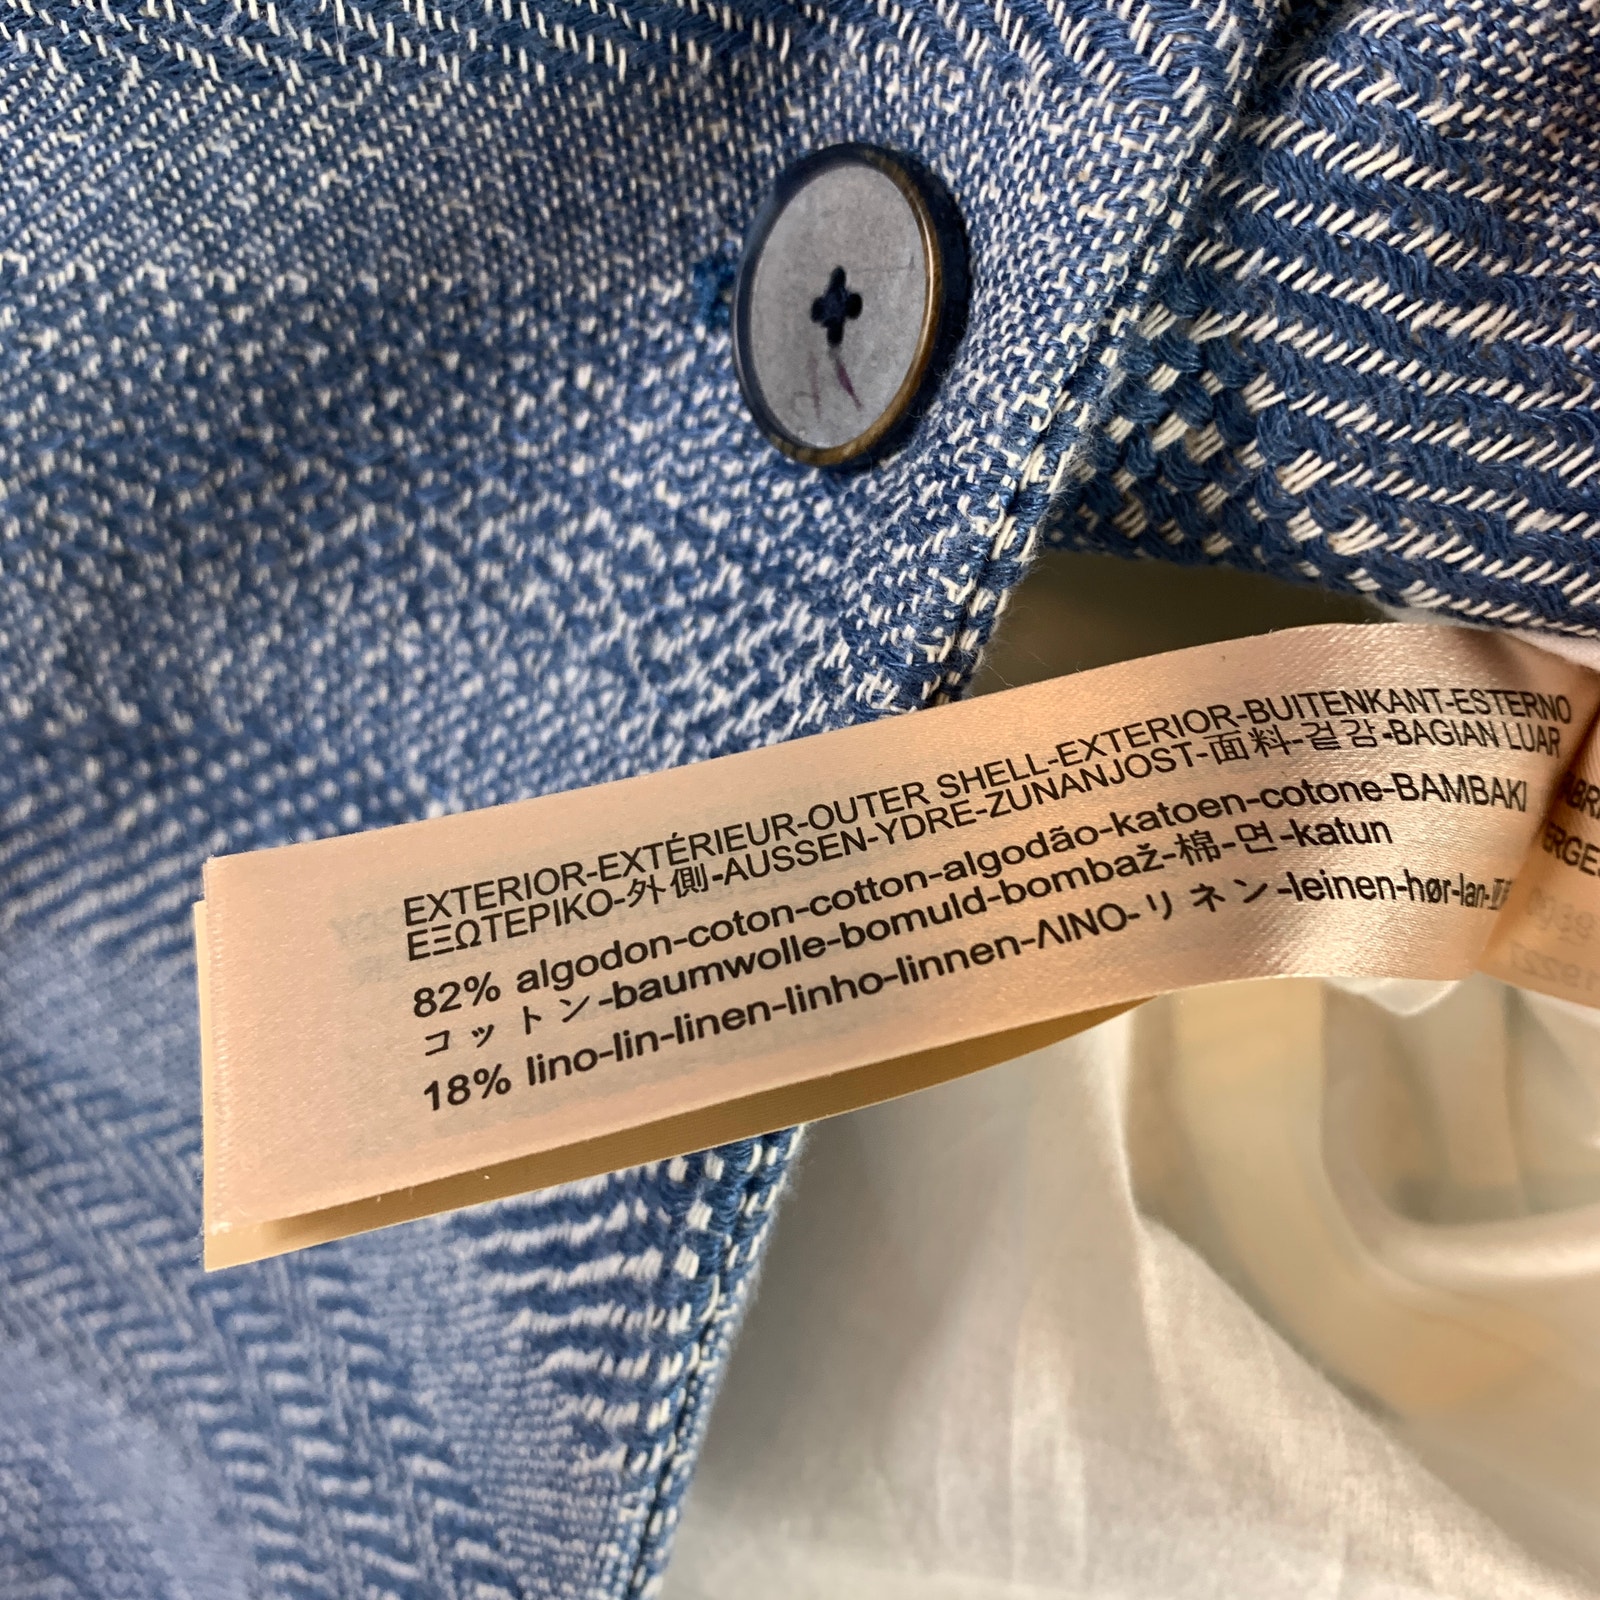 EXTERIOR-EXTÉRIEUR-OUTER SHELL-EXTERIOR-BUITENKANT-ESTERNO
ΕΞΩΤΕΡΙΚΟ-外側-AUSSEN-YDRE-ZUNANJOST-面料-겉감-BAGIAN LUAR
82% algodon-coton-cotton-algodão-katoen-cotone-BAMBAKI
コットン-baumwolle-bomuld-bombaž-棉-면-katun
18% lino-lin-linen-linho-linnen-ΛΙΝΟ-リネン-leinen-hør-lan-亚